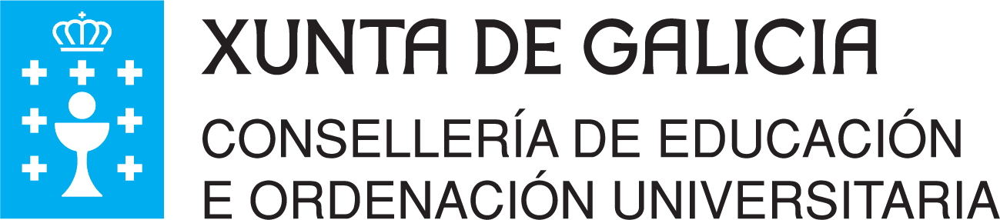 XUNTA DE GALICIA
CONSELLERÍA DE EDUCACIÓN
E ORDENACIÓN UNIVERSITARIA